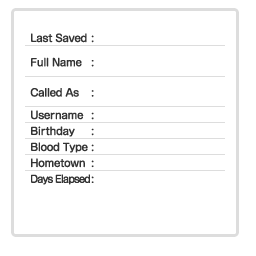 Last Saved :
Full Name :
Called As :
Username :
Birthday :
Blood Type :
Hometown :
Days Elapsed: